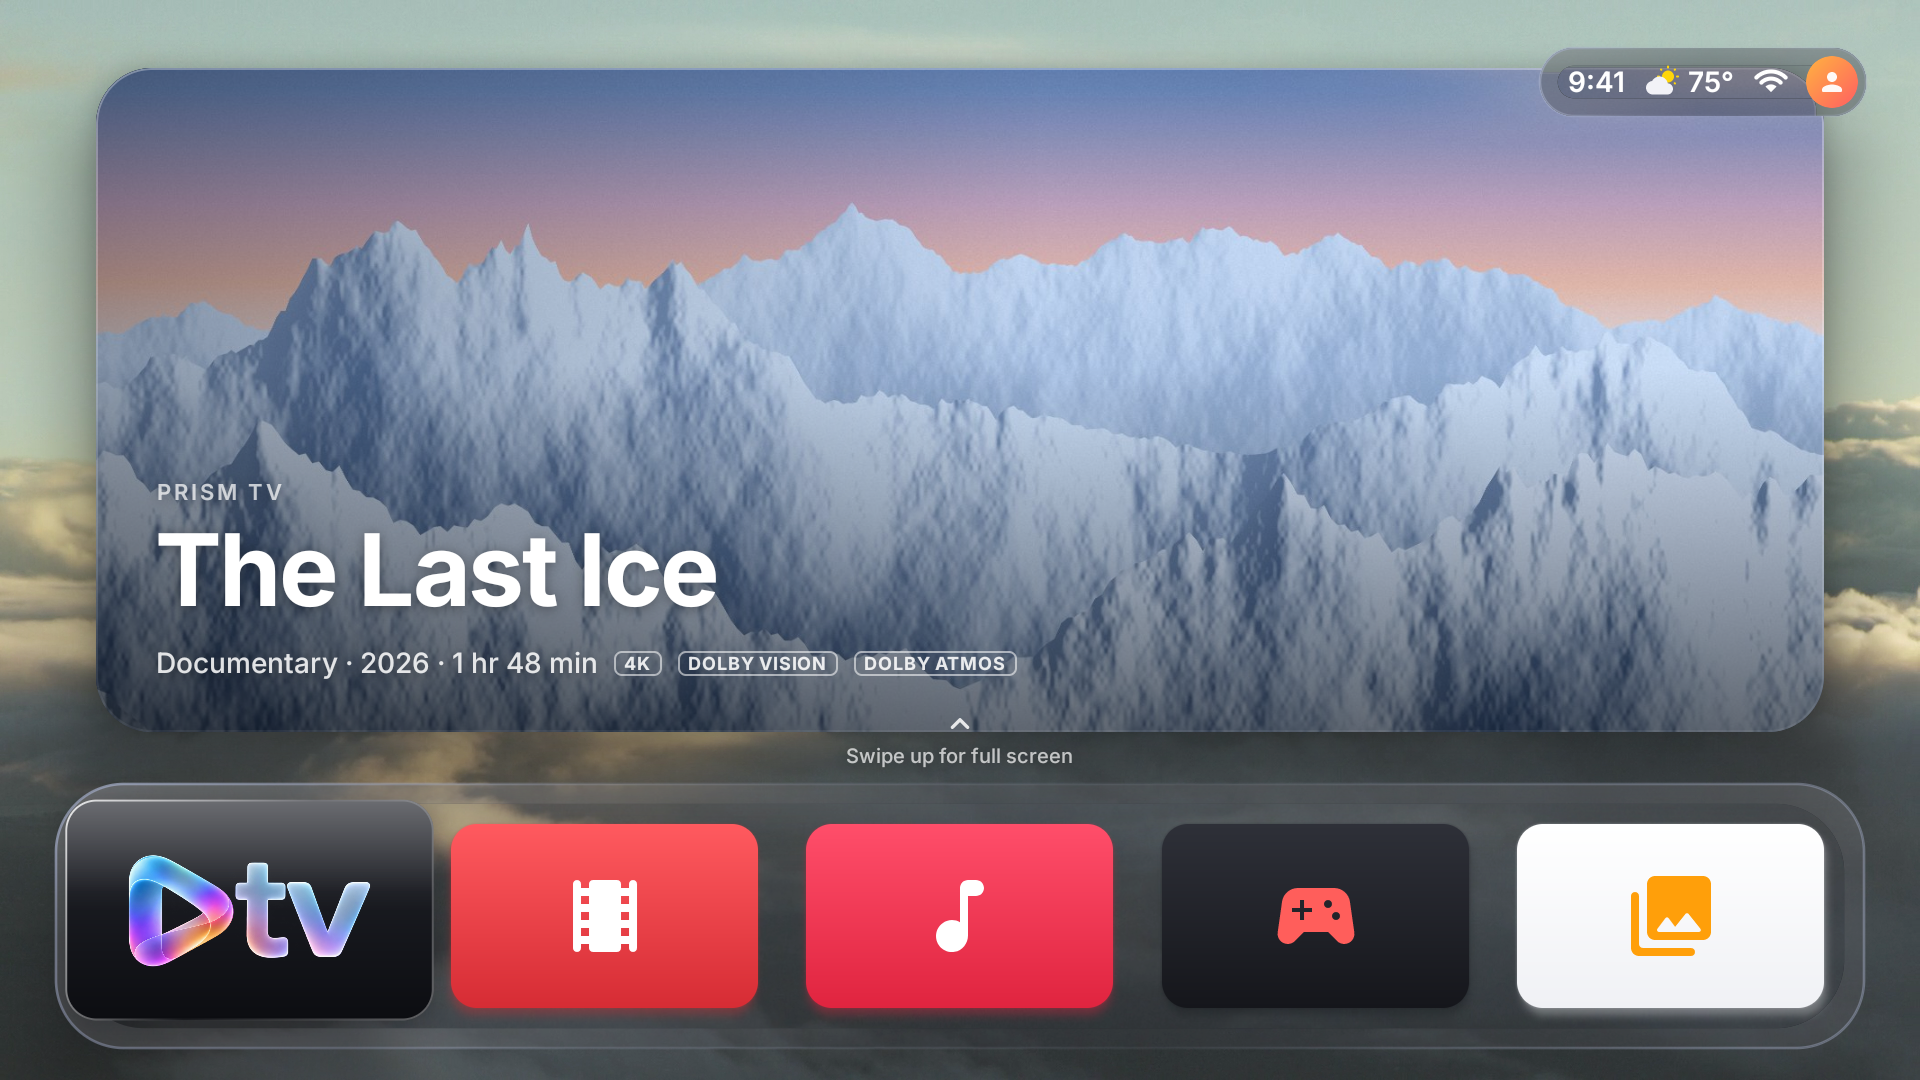 9:41 75°
PRISM TV
The Last Ice
Documentary · 2026 · 1 hr 48 min 4K DOLBY VISION DOLBY ATMOS
Swipe up for full screen
tv